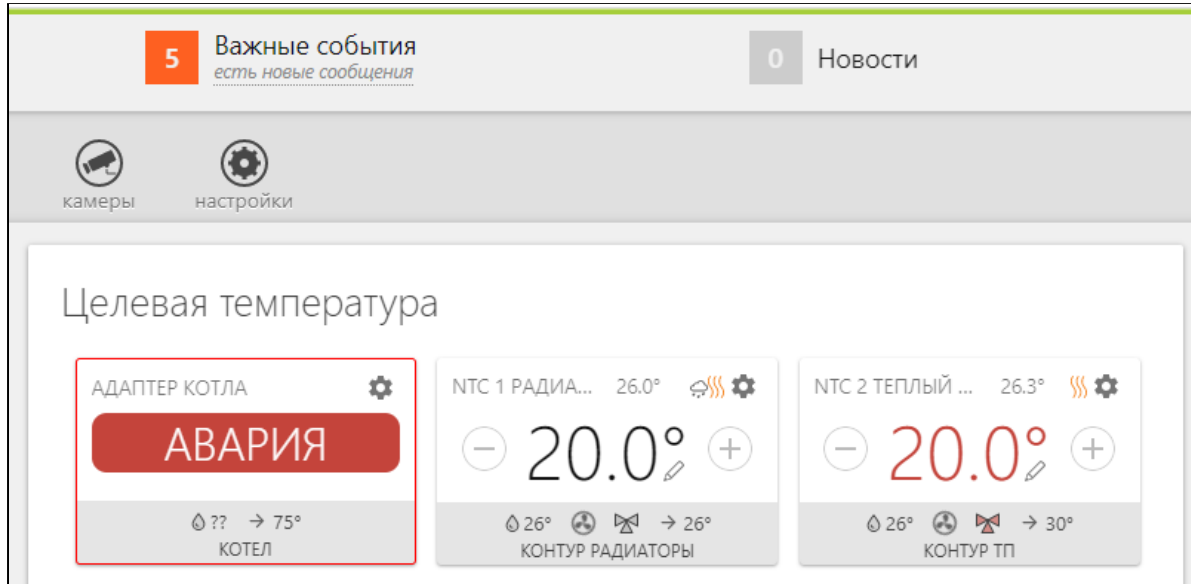 5 Важные события
есть новые сообщения
0 Новости
камеры настройки
Целевая температура
АДАПТЕР КОТЛА
АВАРИЯ
?? → 75°
КОТЕЛ
NTC 1 РАДИА... 26.0°
20.0°
26° → 26°
КОНТУР РАДИАТОРЫ
NTC 2 ТЕПЛЫЙ ... 26.3°
20.0°
26° → 30°
КОНТУР ТП